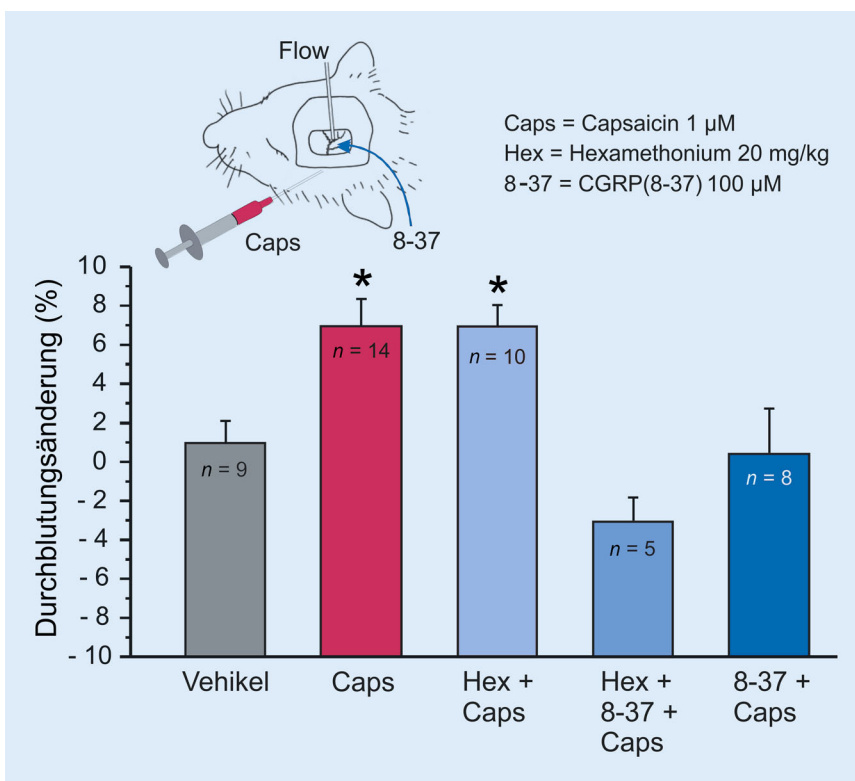 Flow
Caps = Capsaicin 1 µM
Hex = Hexamethonium 20 mg/kg
8-37 = CGRP(8-37) 100 µM
Caps
8-37
Durchblutungsänderung (%)
10
8
6
4
2
0
- 2
- 4
- 6
- 8
- 10
*
*
n = 9
n = 14
n = 10
n = 5
n = 8
Vehikel
Caps
Hex +
Caps
Hex +
8-37 +
Caps
8-37 +
Caps